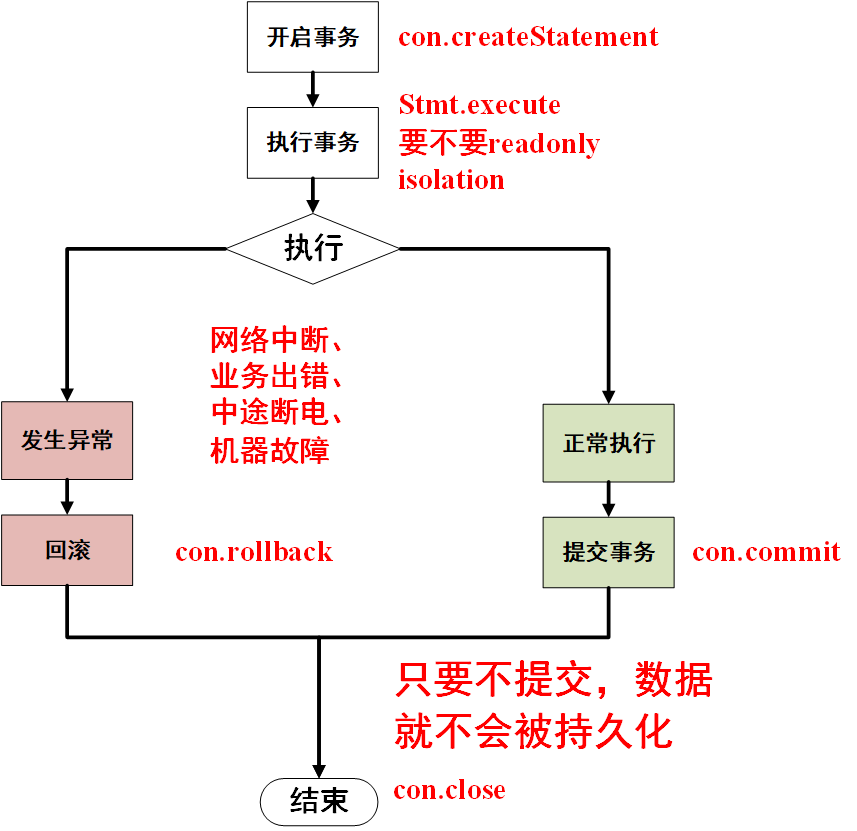 开启事务
con.createStatement
执行事务
Stmt.execute
要不要readonly
isolation
执行
网络中断、
业务出错、
中途断电、
机器故障
发生异常
正常执行
回滚
con.rollback
提交事务
con.commit
只要不提交，数据
就不会被持久化
结束
con.close